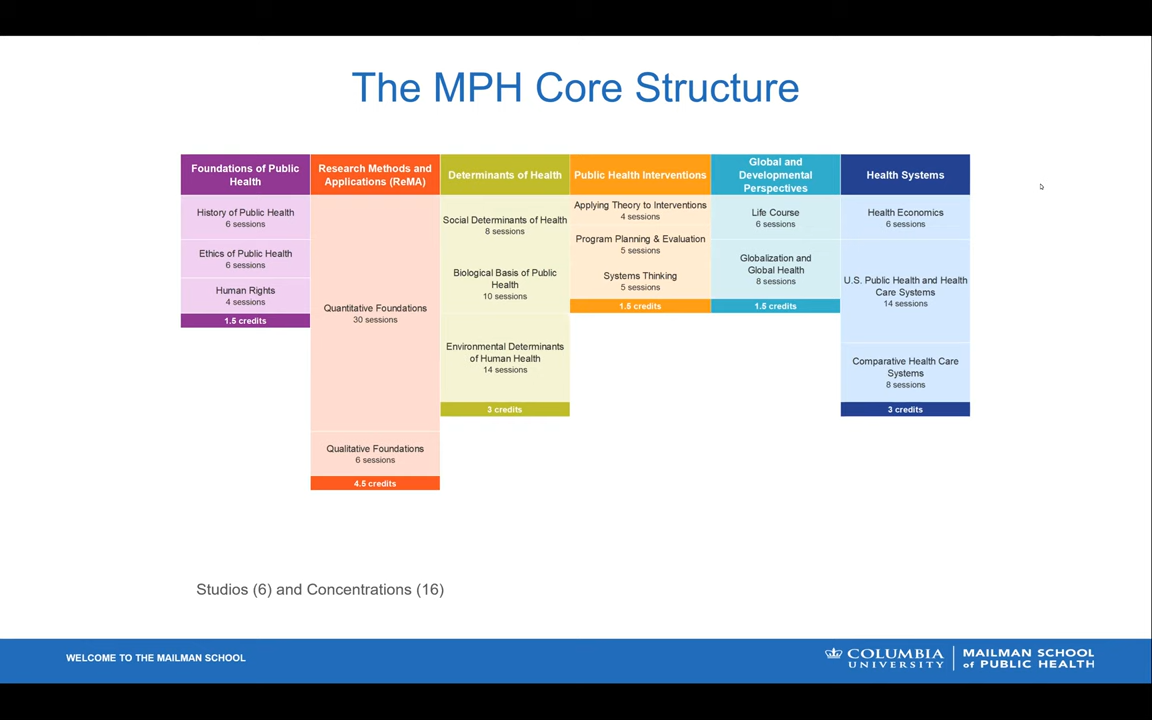 The MPH Core Structure
Foundations of Public
Health
History of Public Health
6 sessions
Ethics of Public Health
6 sessions
Human Rights
4 sessions
1.5 credits
Research Methods and
Applications (ReMA)
Quantitative Foundations
30 sessions
Qualitative Foundations
6 sessions
4.5 credits
Determinants of Health
Social Determinants of Health
8 sessions
Biological Basis of Public
Health
10 sessions
Environmental Determinants
of Human Health
14 sessions
3 credits
Public Health Interventions
Applying Theory to Interventions
4 sessions
Program Planning & Evaluation
5 sessions
Systems Thinking
5 sessions
1.5 credits
Global and
Developmental
Perspectives
Life Course
6 sessions
Globalization and
Global Health
8 sessions
1.5 credits
Health Systems
Health Economics
6 sessions
U.S. Public Health and Health
Care Systems
14 sessions
Comparative Health Care
Systems
8 sessions
3 credits
Studios (6) and Concentrations (16)
WELCOME TO THE MAILMAN SCHOOL
COLUMBIA
UNIVERSITY
MAILMAN SCHOOL
of PUBLIC HEALTH